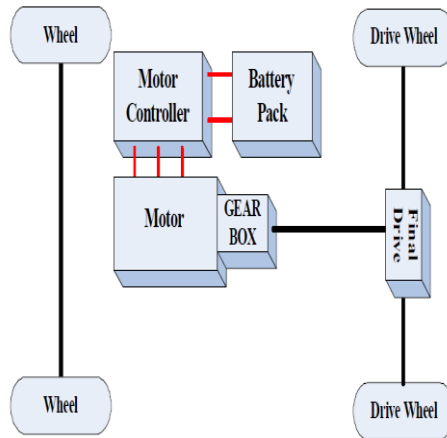 Wheel
Drive Wheel
Motor
Controller
Battery
Pack
Motor
GEAR
BOX
Final
Drive
Wheel
Drive Wheel